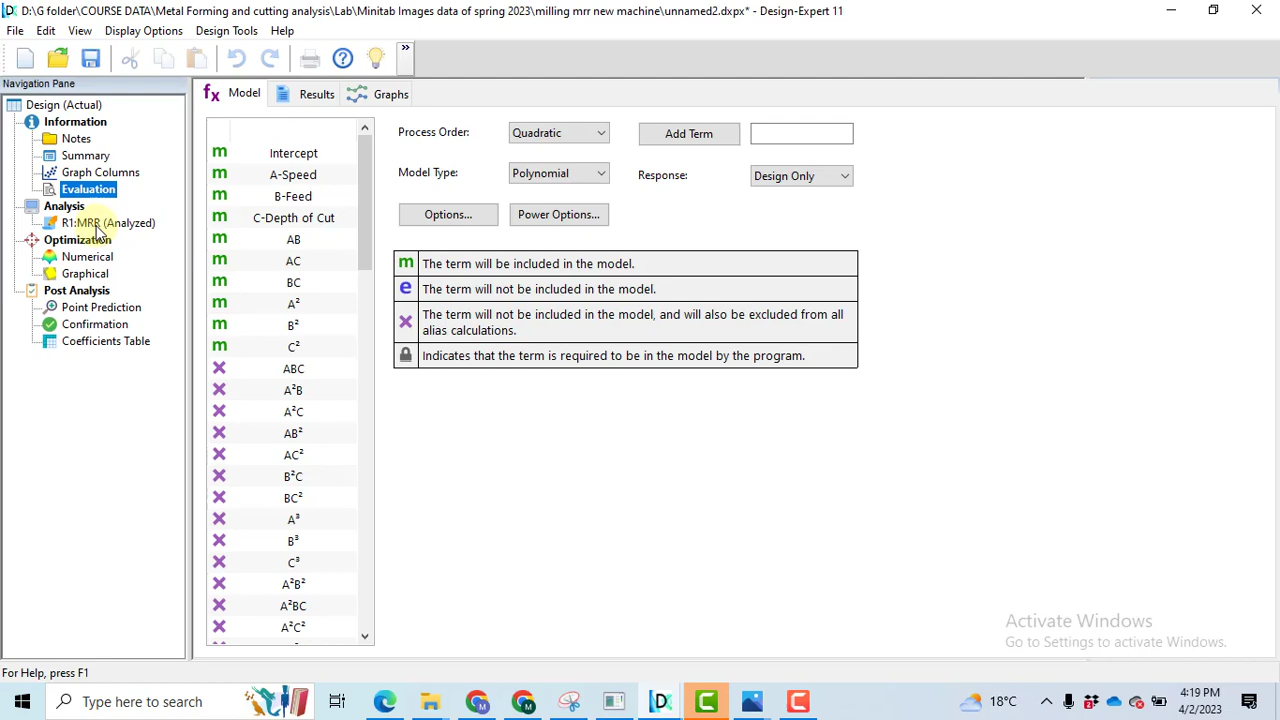 D:\G folder\COURSE DATA\Metal Forming and cutting analysis\Lab\Minitab Images data of spring 2023\milling mrr new machine\unnamed2.dxpx* - Design-Expert 11
File Edit View Display Options Design Tools Help
»
Navigation Pane
Design (Actual)
Information
Notes
Summary
Graph Columns
Evaluation
Analysis
R1:MRR (Analyzed)
Optimization
Numerical
Graphical
Post Analysis
Point Prediction
Confirmation
Coefficients Table
fx Model Results Graphs
m Intercept
m A-Speed
m B-Feed
m C-Depth of Cut
m AB
m AC
m BC
m A²
m B²
m C²
ABC
A²B
A²C
AB²
AC²
B²C
BC²
A³
B³
C³
A²B²
A²BC
A²C²
Process Order: Quadratic Add Term
Model Type: Polynomial Response: Design Only
Options... Power Options...
m The term will be included in the model.
e The term will not be included in the model.
The term will not be included in the model, and will also be excluded from all
alias calculations.
Indicates that the term is required to be in the model by the program.
Activate Windows
Go to Settings to activate Windows.
For Help, press F1
Type here to search
18°C
4:19 PM
4/2/2023